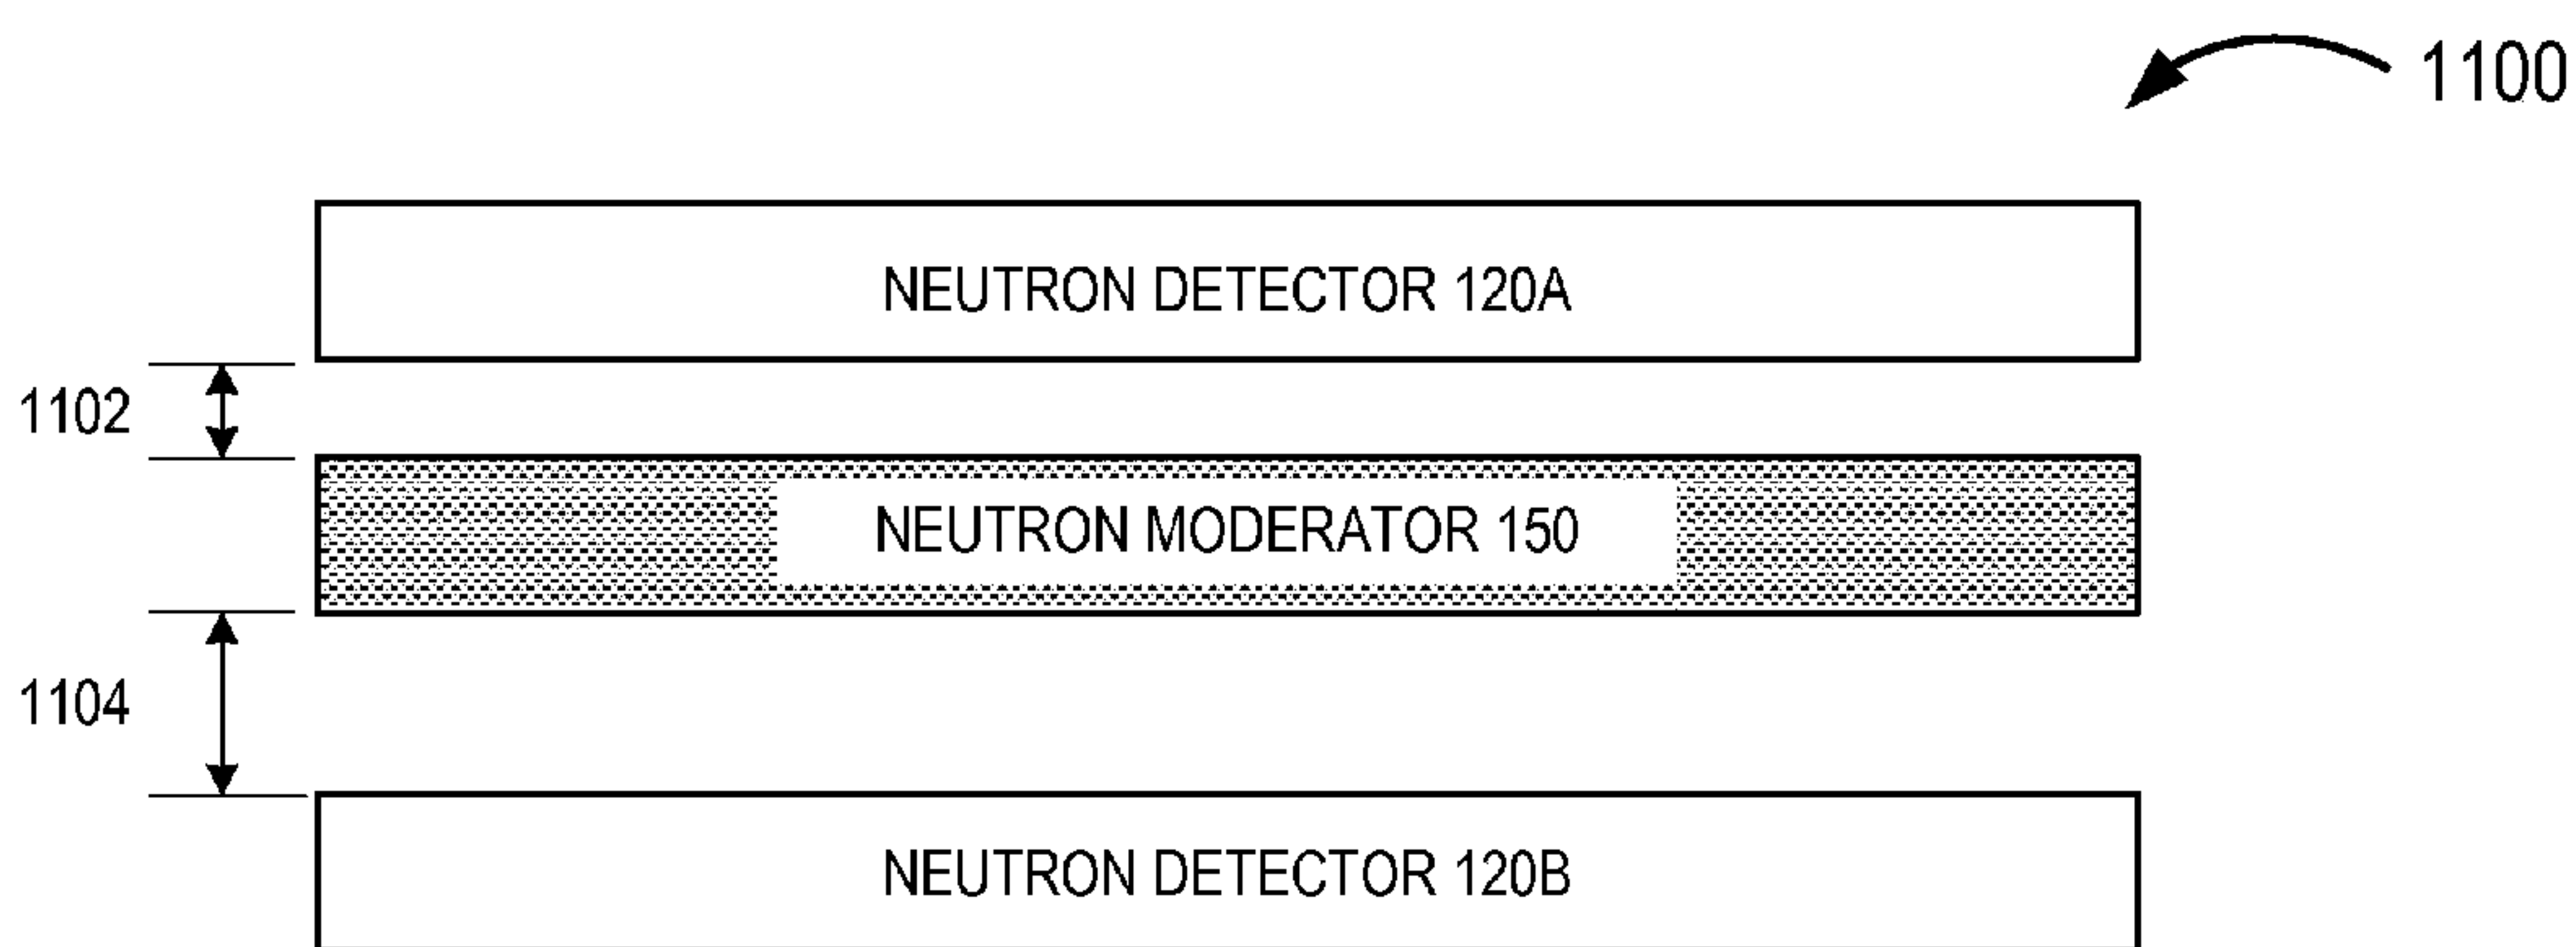 1100
NEUTRON DETECTOR 120A
1102
NEUTRON MODERATOR 150
1104
NEUTRON DETECTOR 120B